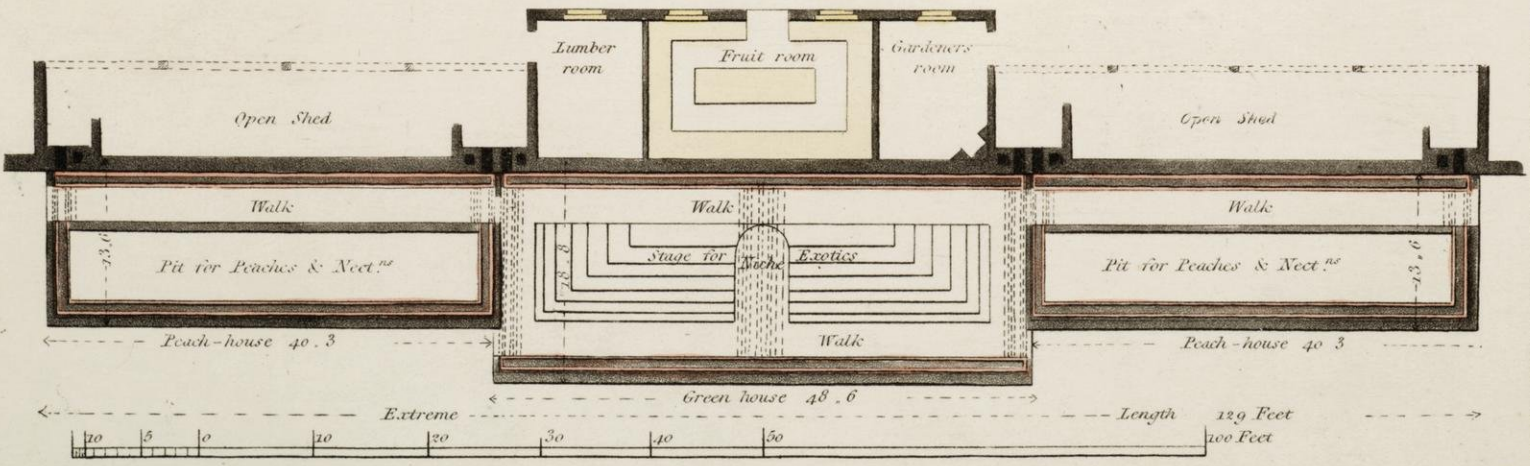 Lumber
room
Fruit room
Gardeners
room
Open Shed
Open Shed
Walk
Walk
Walk
13.6
Pit for Peaches & Nect.ns
18.8
Stage for Niche Exotics
Pit for Peaches & Nect.ns
13.6
Walk
Peach-house 40.3
Peach-house 40 3
Green house 48.6
Extreme Length 129 Feet
10 5 0 10 20 30 40 50 100 Feet